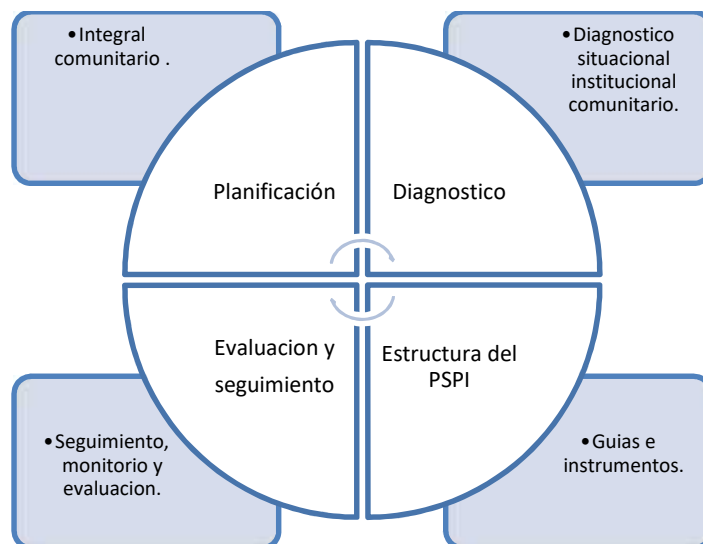 •Integral
comunitario .
•Diagnostico
situacional
institucional
comunitario.
Planificación
Diagnostico
Evaluacion y
seguimiento
Estructura del
PSPI
•Seguimiento,
monitorio y
evaluacion.
•Guias e
instrumentos.